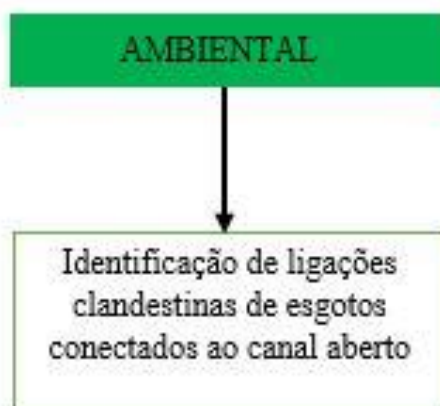 AMBIENTAL
Identificação de ligações
clandestinas de esgotos
conectados ao canal aberto